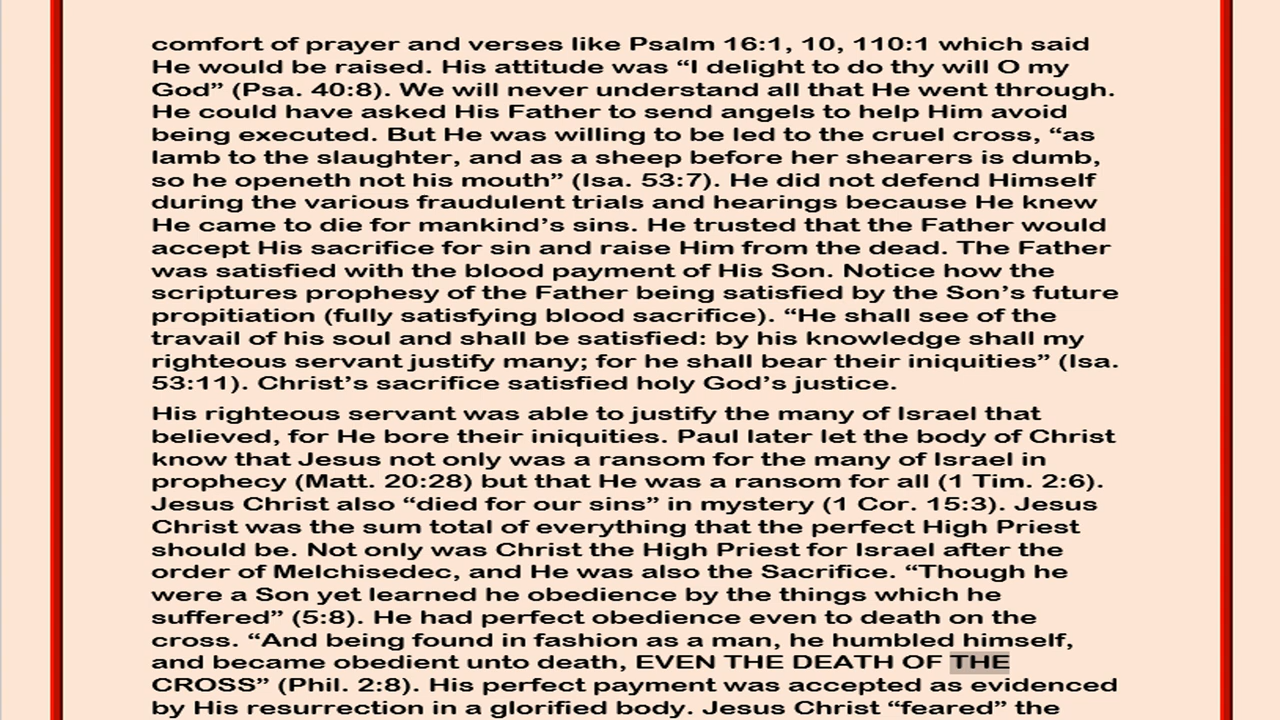 comfort of prayer and verses like Psalm 16:1, 10, 110:1 which said
He would be raised. His attitude was “I delight to do thy will O my
God” (Psa. 40:8). We will never understand all that He went through.
He could have asked His Father to send angels to help Him avoid
being executed. But He was willing to be led to the cruel cross, “as
lamb to the slaughter, and as a sheep before her shearers is dumb,
so he openeth not his mouth” (Isa. 53:7). He did not defend Himself
during the various fraudulent trials and hearings because He knew
He came to die for mankind’s sins. He trusted that the Father would
accept His sacrifice for sin and raise Him from the dead. The Father
was satisfied with the blood payment of His Son. Notice how the
scriptures prophesy of the Father being satisfied by the Son’s future
propitiation (fully satisfying blood sacrifice). “He shall see of the
travail of his soul and shall be satisfied: by his knowledge shall my
righteous servant justify many; for he shall bear their iniquities” (Isa.
53:11). Christ’s sacrifice satisfied holy God’s justice.
His righteous servant was able to justify the many of Israel that
believed, for He bore their iniquities. Paul later let the body of Christ
know that Jesus not only was a ransom for the many of Israel in
prophecy (Matt. 20:28) but that He was a ransom for all (1 Tim. 2:6).
Jesus Christ also “died for our sins” in mystery (1 Cor. 15:3). Jesus
Christ was the sum total of everything that the perfect High Priest
should be. Not only was Christ the High Priest for Israel after the
order of Melchisedec, and He was also the Sacrifice. “Though he
were a Son yet learned he obedience by the things which he
suffered” (5:8). He had perfect obedience even to death on the
cross. “And being found in fashion as a man, he humbled himself,
and became obedient unto death, EVEN THE DEATH OF THE
CROSS” (Phil. 2:8). His perfect payment was accepted as evidenced
by His resurrection in a glorified body. Jesus Christ “feared” the